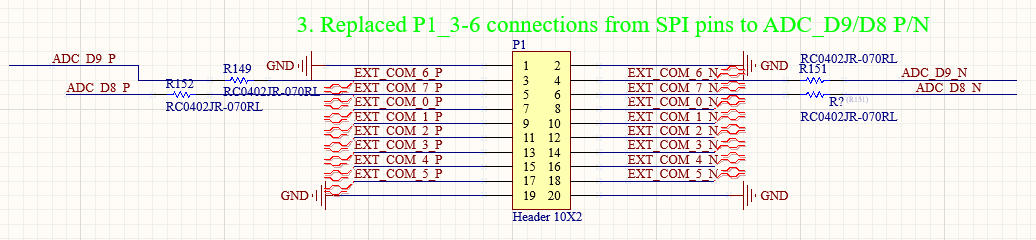 3. Replaced P1_3-6 connections from SPI pins to ADC_D9/D8 P/N
P1
ADC_D9_P
R149
GND
1 2
GND
RC0402JR-070RL
R151
ADC_D9_N
EXT_COM_6_P
3 4
EXT_COM_6_N
ADC_D8_P
R152
RC0402JR-070RL
EXT_COM_7_P
5 6
EXT_COM_7_N
ADC_D8_N
RC0402JR-070RL
EXT_COM_0_P
7 8
EXT_COM_0_N
R? (R151)
EXT_COM_1_P
9 10
EXT_COM_1_N
RC0402JR-070RL
EXT_COM_2_P
11 12
EXT_COM_2_N
EXT_COM_3_P
13 14
EXT_COM_3_N
EXT_COM_4_P
15 16
EXT_COM_4_N
EXT_COM_5_P
17 18
EXT_COM_5_N
GND
19 20
GND
Header 10X2